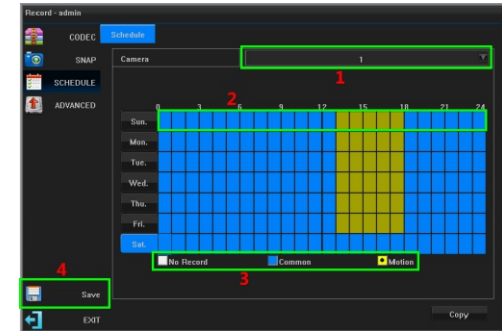 Record - admin
CODEC
Schedule
SNAP
Camera
1
1
SCHEDULE
ADVANCED
2
0 3 6 9 12 15 18 21 24
Sun.
Mon.
Tue.
Wed.
Thu.
Fri.
Sat.
No Record Common Motion
3
4
Save
EXIT
Copy